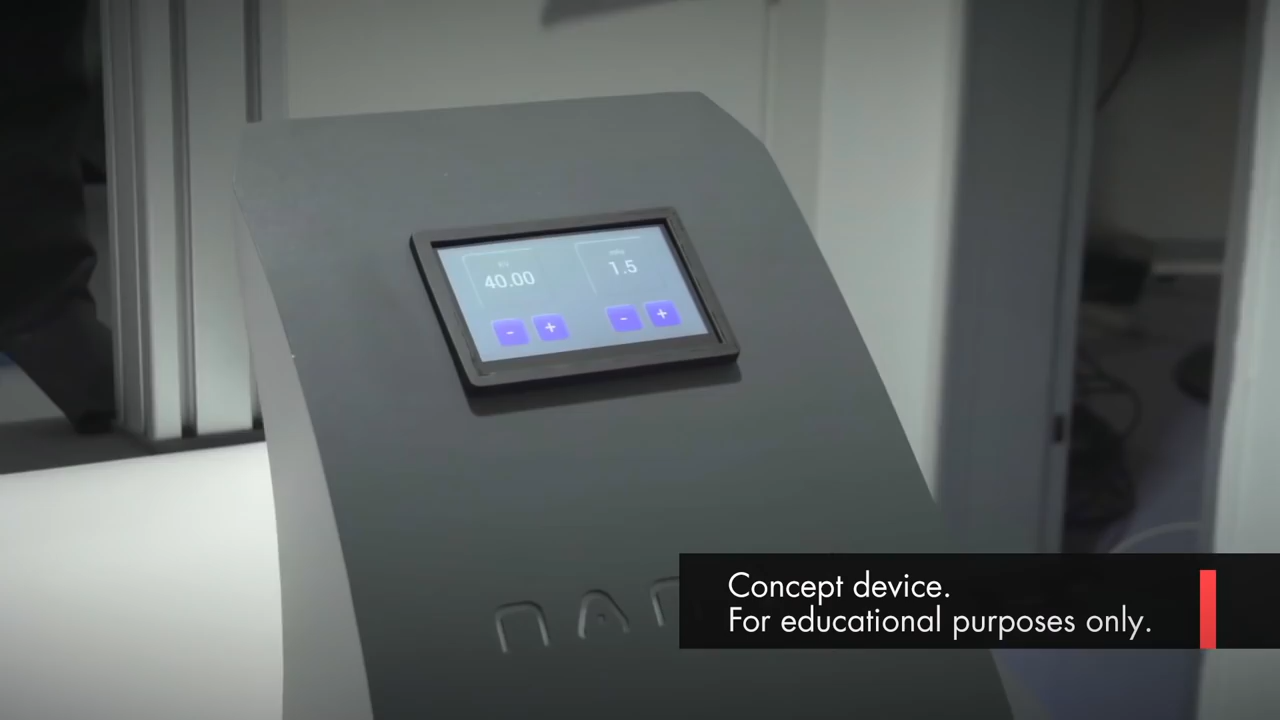 40.00
1.5
- +
- +
Concept device.
For educational purposes only.